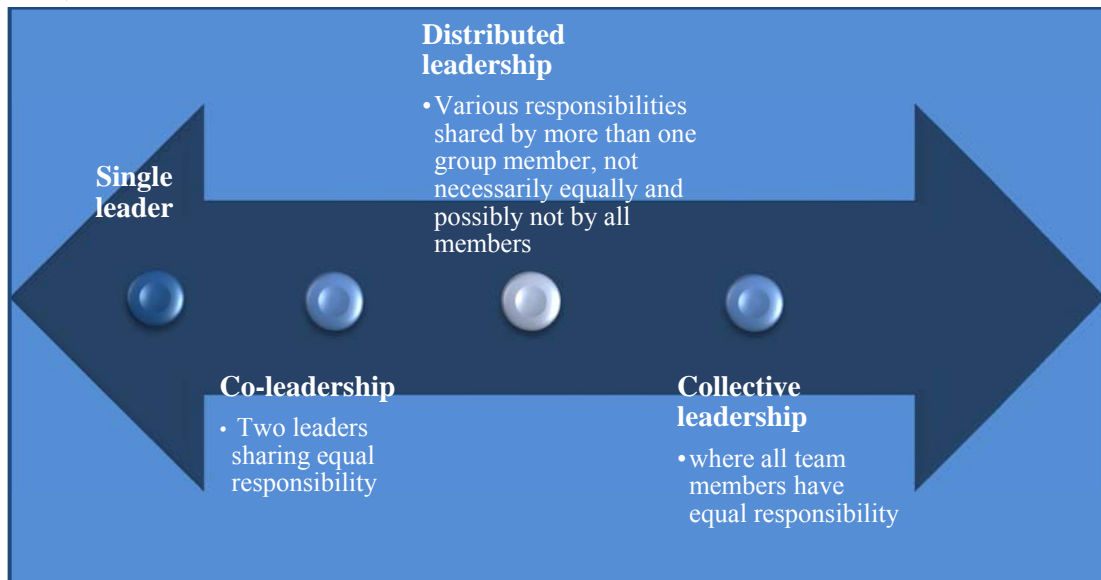 Distributed
leadership
•Various responsibilities
shared by more than one
group member, not
necessarily equally and
possibly not by all
members
Single
leader
Co-leadership
• Two leaders
sharing equal
responsibility
Collective
leadership
•where all team
members have
equal responsibility